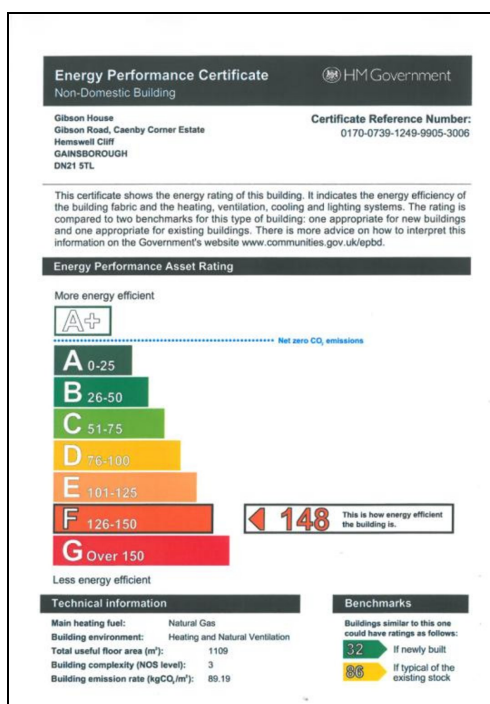 Energy Performance Certificate
HM Government
Non-Domestic Building
Gibson House
Gibson Road, Caenby Corner Estate
Hemswell Cliff
GAINSBOROUGH
DN21 5TL
Certificate Reference Number:
0170-0739-1249-9905-3006
This certificate shows the energy rating of this building. It indicates the energy efficiency of
the building fabric and the heating, ventilation, cooling and lighting systems. The rating is
compared to two benchmarks for this type of building: one appropriate for new buildings
and one appropriate for existing buildings. There is more advice on how to interpret this
information on the Government's website www.communities.gov.uk/epbd.
Energy Performance Asset Rating
More energy efficient
A+
Net zero CO₂ emissions
A 0-25
B 26-50
C 51-75
D 76-100
E 101-125
F 126-150
148
This is how energy efficient
the building is.
G Over 150
Less energy efficient
Technical information
Main heating fuel: Natural Gas
Building environment: Heating and Natural Ventilation
Total useful floor area (m²): 1109
Building complexity (NOS level): 3
Building emission rate (kgCO₂/m²): 89.19
Benchmarks
Buildings similar to this one
could have ratings as follows:
32 If newly built
86 If typical of the
existing stock